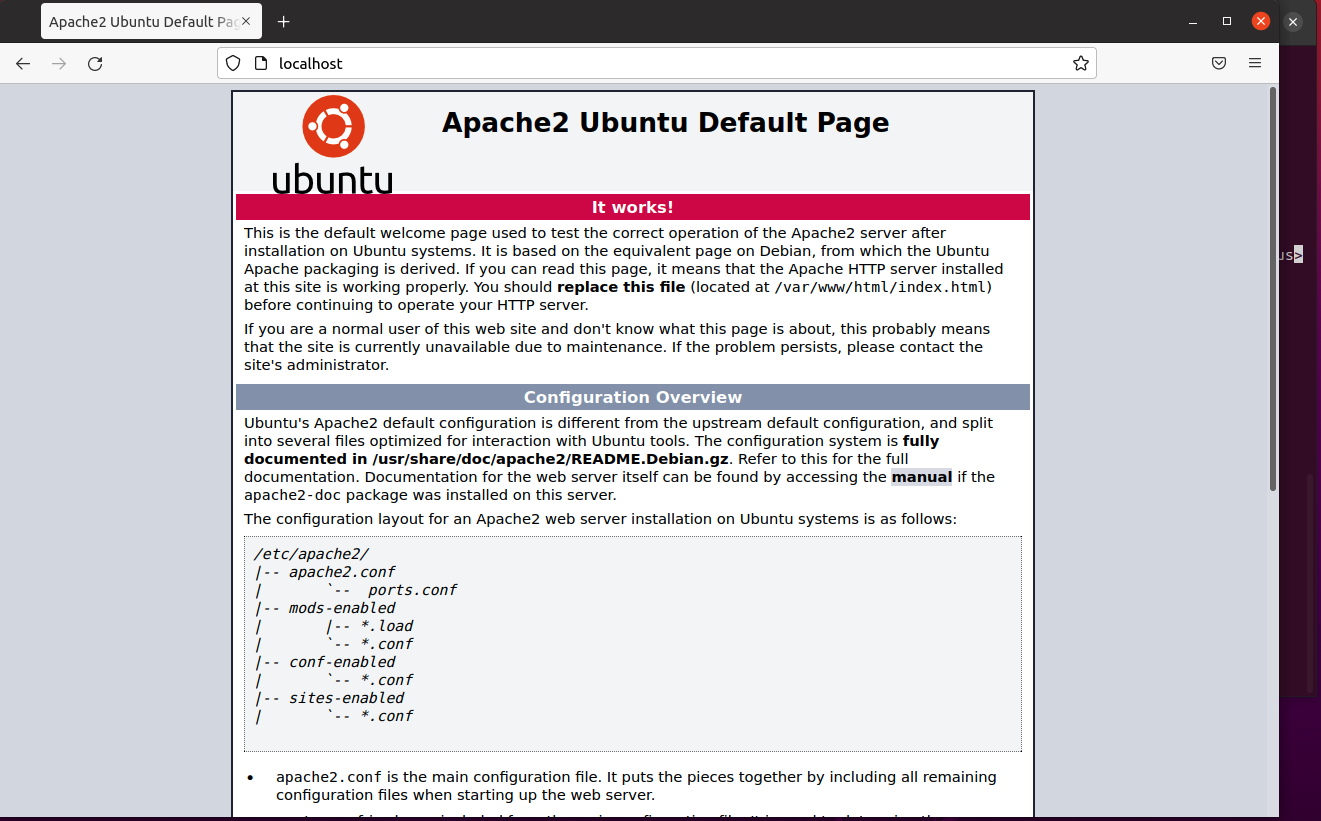 Apache2 Ubuntu Default Pag
localhost
ubuntu
Apache2 Ubuntu Default Page
It works!
This is the default welcome page used to test the correct operation of the Apache2 server after
installation on Ubuntu systems. It is based on the equivalent page on Debian, from which the Ubuntu
Apache packaging is derived. If you can read this page, it means that the Apache HTTP server installed
at this site is working properly. You should replace this file (located at /var/www/html/index.html)
before continuing to operate your HTTP server.
If you are a normal user of this web site and don't know what this page is about, this probably means
that the site is currently unavailable due to maintenance. If the problem persists, please contact the
site's administrator.
us>
Configuration Overview
Ubuntu's Apache2 default configuration is different from the upstream default configuration, and split
into several files optimized for interaction with Ubuntu tools. The configuration system is fully
documented in /usr/share/doc/apache2/README.Debian.gz. Refer to this for the full
documentation. Documentation for the web server itself can be found by accessing the manual if the
apache2-doc package was installed on this server.
The configuration layout for an Apache2 web server installation on Ubuntu systems is as follows:
/etc/apache2/
|-- apache2.conf
|       `--  ports.conf
|-- mods-enabled
|       |-- *.load
|       `-- *.conf
|-- conf-enabled
|       `-- *.conf
|-- sites-enabled
|       `-- *.conf
• apache2.conf is the main configuration file. It puts the pieces together by including all remaining
configuration files when starting up the web server.